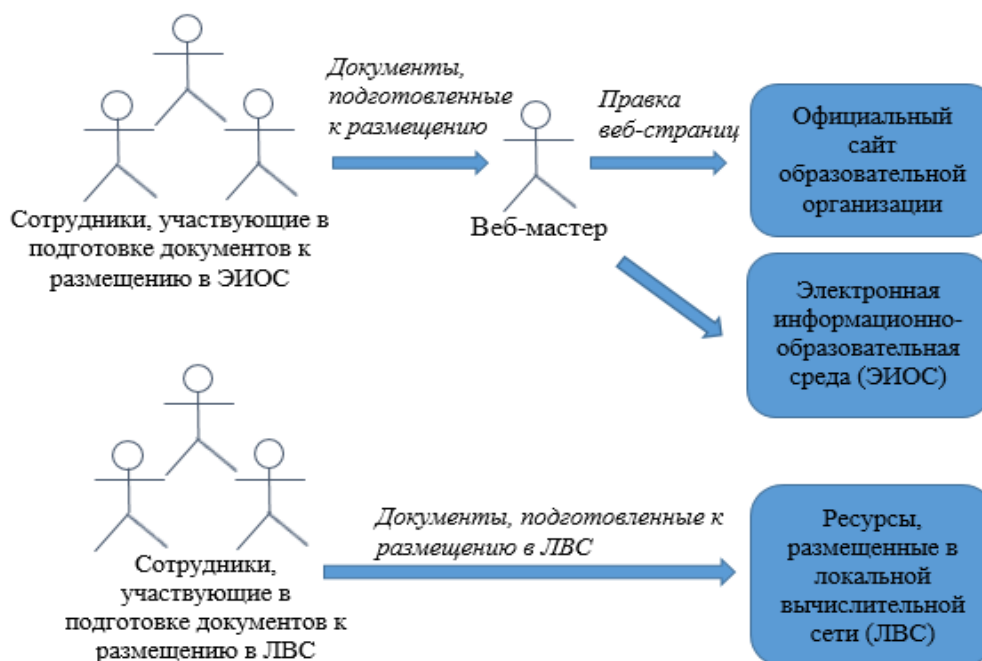 Документы,
подготовленные
к размещению
Правка
веб-страниц
Официальный
сайт
образовательной
организации
Сотрудники, участвующие в
подготовке документов к
размещению в ЭИОС
Веб-мастер
Электронная
информационно-
образовательная
среда (ЭИОС)
Документы, подготовленные к
размещению в ЛВС
Ресурсы,
размещенные в
локальной
вычислительной
сети (ЛВС)
Сотрудники,
участвующие в
подготовке документов к
размещению в ЛВС